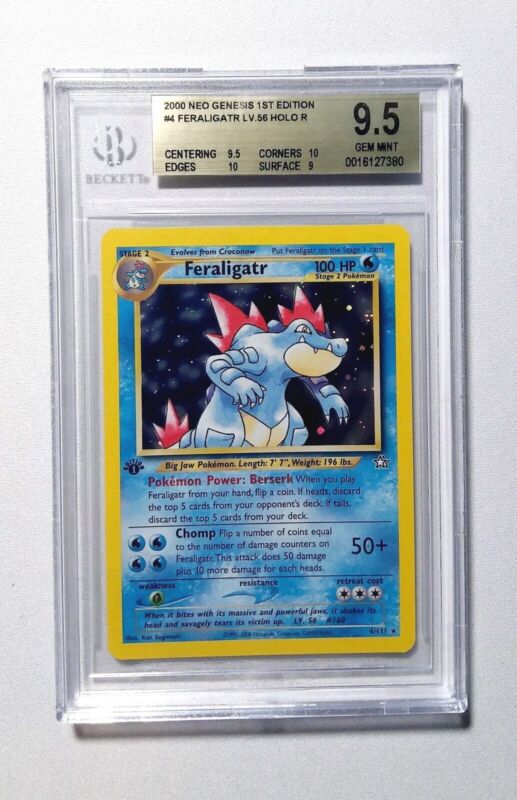 2000 NEO GENESIS 1ST EDITION
#4 FERALIGATR LV.56 HOLO R
9.5
CENTERING 9.5 CORNERS 10
GEM MINT
EDGES 10 SURFACE 9
0016127380
BECKETT
STAGE 2 Evolves from Croconaw Put Feraligatr on the Stage 1 card
Feraligatr 100 HP
Stage 2 Pokémon
Big Jaw Pokémon. Length: 7' 7", Weight: 196 lbs.
Pokémon Power: Berserk When you play
Feraligatr from your hand, flip a coin. If heads, discard
the top 5 cards from your opponent's deck. If tails,
discard the top 5 cards from your deck.
Chomp Flip a number of coins equal
to the number of damage counters on
Feraligatr. This attack does 50 damage
plus 10 more damage for each heads.
50+
weakness resistance retreat cost
When it bites with its massive and powerful jaws, it shakes its
head and savagely tears its victim up. LV. 56 #160
Illus. Ken Sugimori
4/111